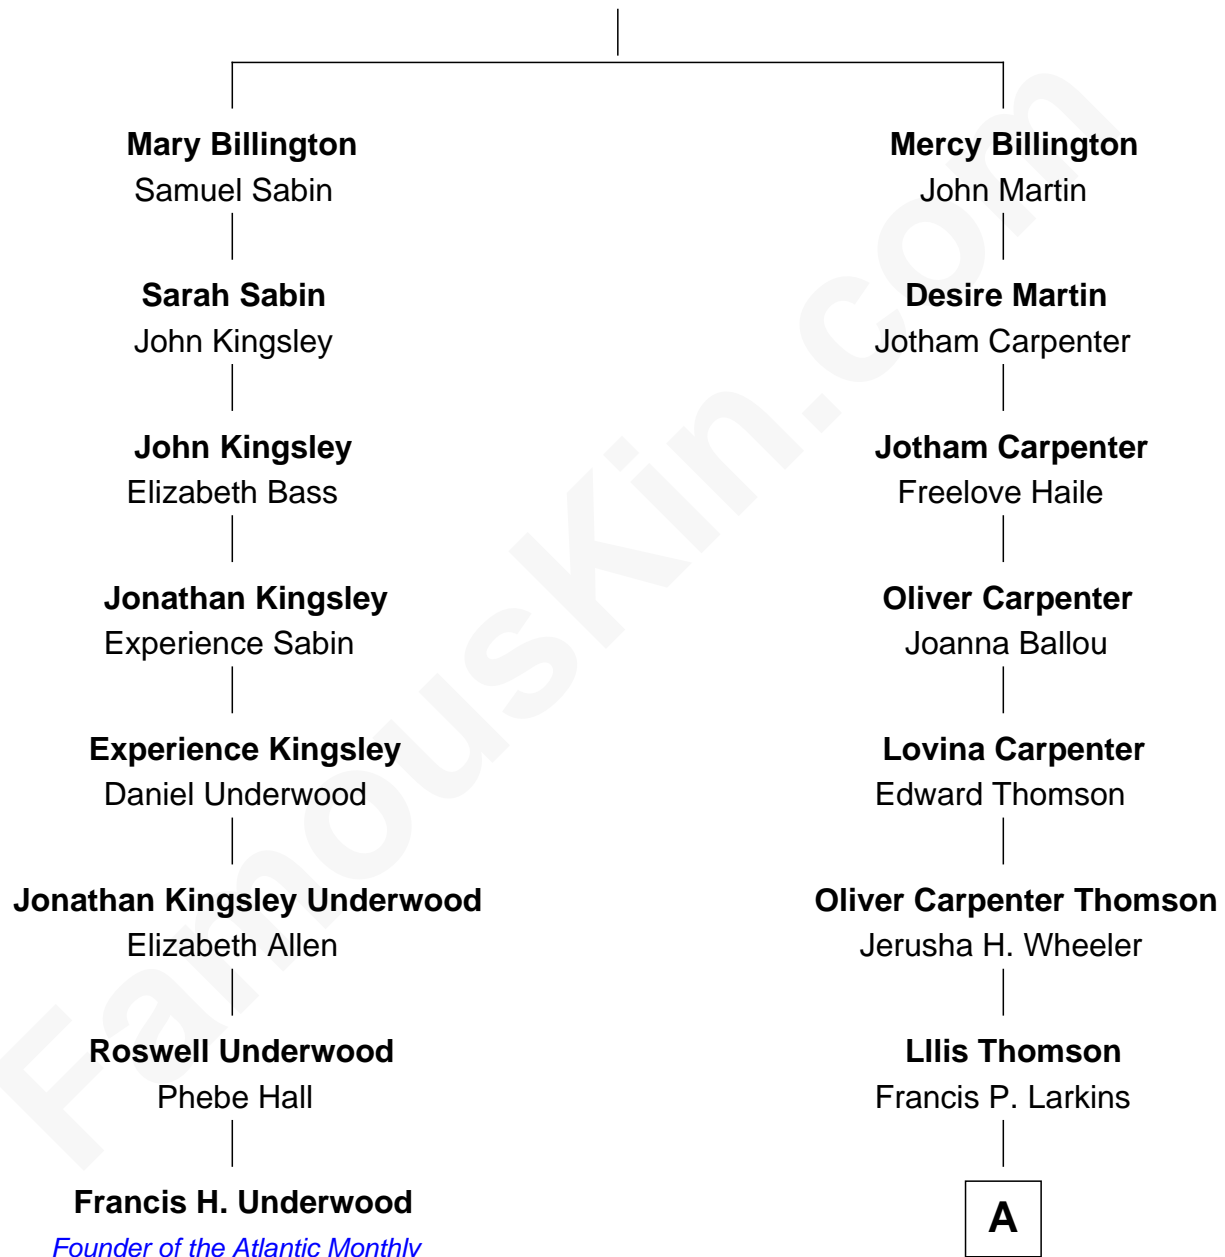 Mary Billington
Samuel Sabin
Mercy Billington
John Martin
Sarah Sabin
John Kingsley
Desire Martin
Jotham Carpenter
John Kingsley
Elizabeth Bass
Jotham Carpenter
Freelove Haile
Jonathan Kingsley
Experience Sabin
Oliver Carpenter
Joanna Ballou
Experience Kingsley
Daniel Underwood
Lovina Carpenter
Edward Thomson
Jonathan Kingsley Underwood
Elizabeth Allen
Oliver Carpenter Thomson
Jerusha H. Wheeler
Roswell Underwood
Phebe Hall
LIlis Thomson
Francis P. Larkins
Francis H. Underwood
Founder of the Atlantic Monthly
A
FamousKin.com